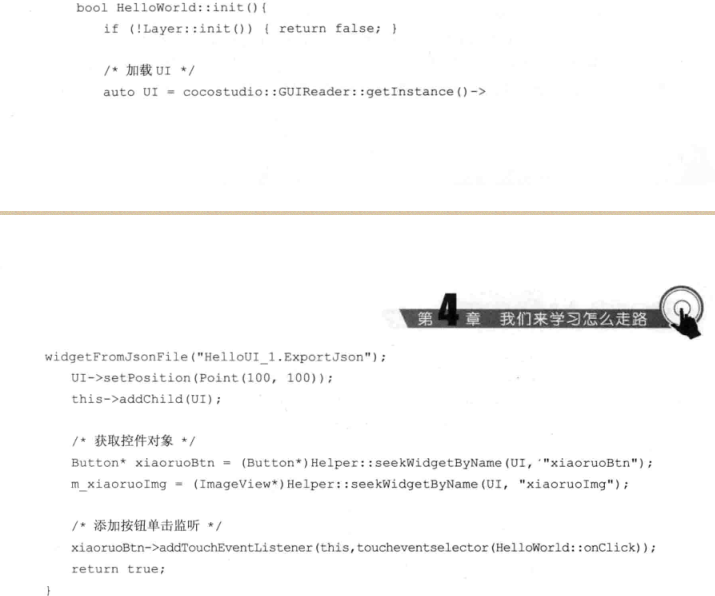 bool HelloWorld::init(){
if (!Layer::init()) { return false; }
/* 加载 UI */
auto UI = cocostudio::GUIReader::getInstance()->
第 4 章 我们来学习怎么走路
widgetFromJsonFile("HelloUI_1.ExportJson");
UI->setPosition(Point(100, 100));
this->addChild(UI);
/* 获取控件对象 */
Button* xiaoruoBtn = (Button*)Helper::seekWidgetByName(UI, "xiaoruoBtn");
m_xiaoruoImg = (ImageView*)Helper::seekWidgetByName(UI, "xiaoruoImg");
/* 添加按钮单击监听 */
xiaoruoBtn->addTouchEventListener(this,toucheventselector(HelloWorld::onClick));
return true;
}